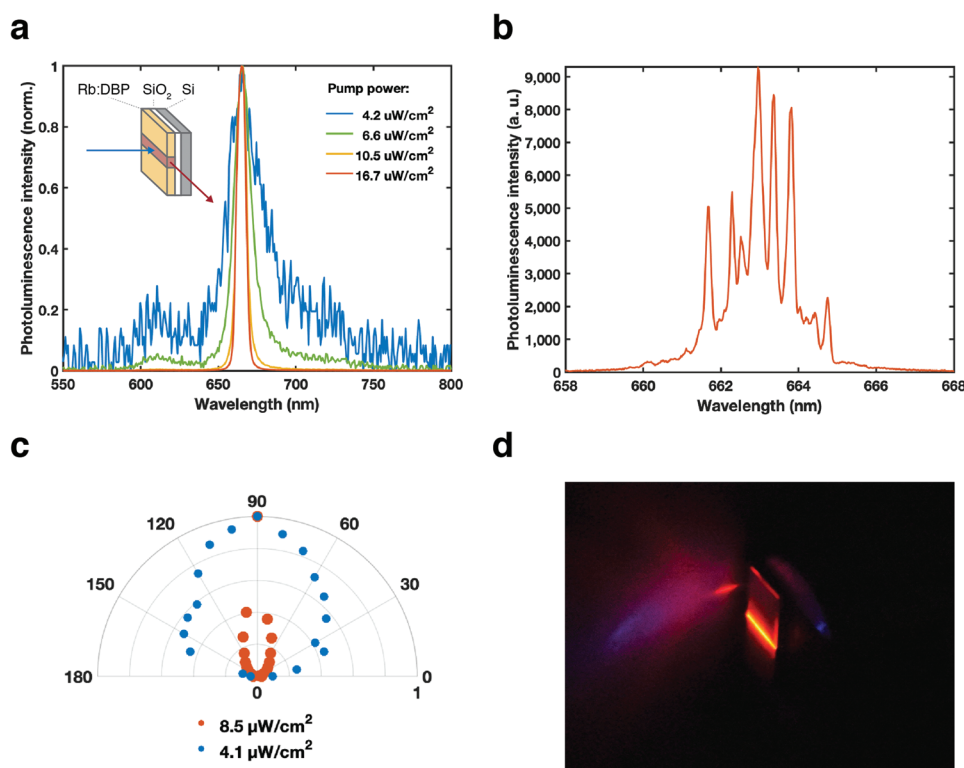 a
Rb:DBP SiO2 Si
Pump power:
4.2 uW/cm2
6.6 uW/cm2
10.5 uW/cm2
16.7 uW/cm2
Photoluminescence intensity (norm.)
1
0.8
0.6
0.4
0.2
0
550 600 650 700 750 800
Wavelength (nm)
b
Photoluminescence intensity (a. u.)
9,000
8,000
7,000
6,000
5,000
4,000
3,000
2,000
1,000
0
658 660 662 664 666 668
Wavelength (nm)
c
90
120 60
150 30
180 0
0 1
8.5 µW/cm2
4.1 µW/cm2
d